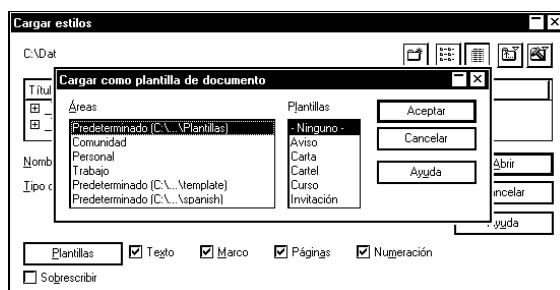 Cargar estilos
C:\Dat
Cargar como plantilla de documento
Áreas
Plantillas
Predeterminado (C:\...\Plantillas)
Comunidad
Personal
Trabajo
Predeterminado (C:\...\template)
Predeterminado (C:\...\spanish)
- Ninguno -
Aviso
Carta
Cartel
Curso
Invitación
Aceptar
Cancelar
Ayuda
Títul
Nomb
Tipo d
Abrir
ncelar
yuda
Plantillas
Texto
Marco
Páginas
Numeración
Sobrescribir